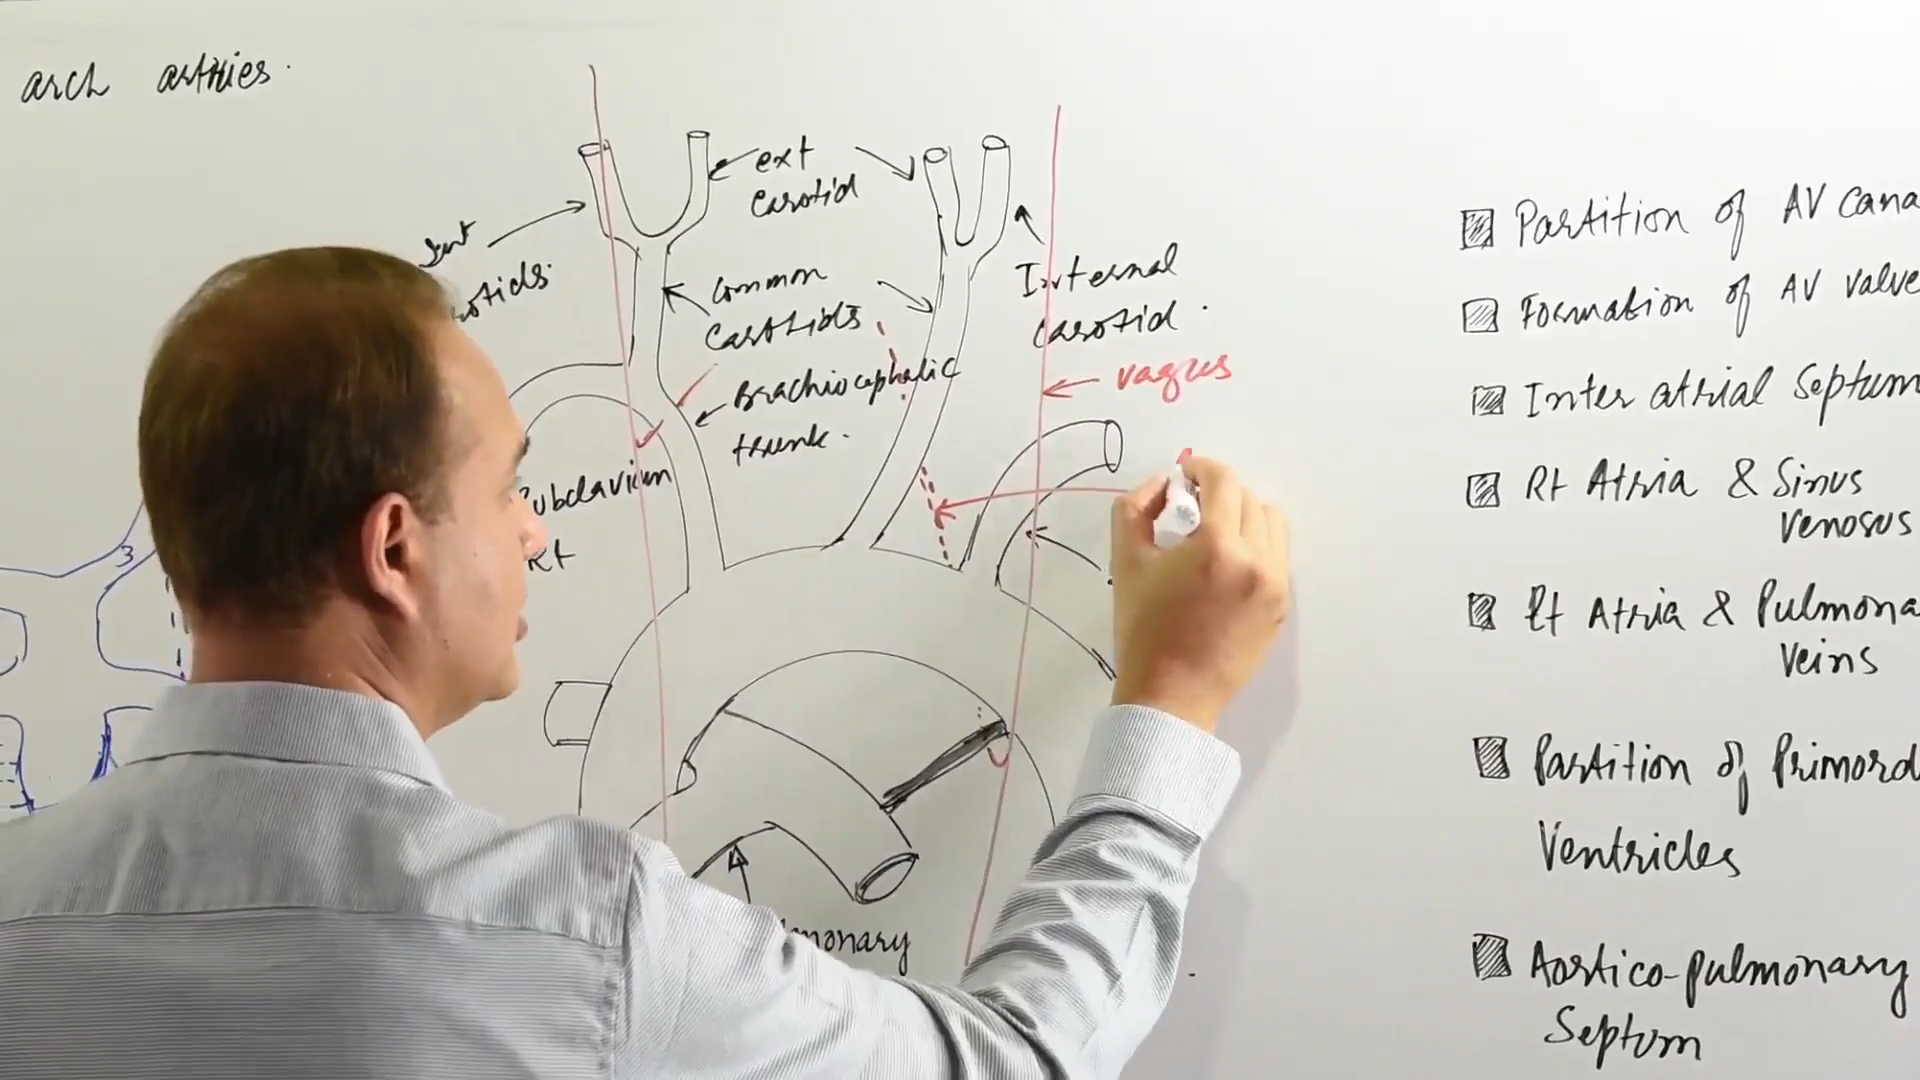 arch arteries.
ext
carotid
Int
common
carotids
Brachiocephalic
trunk.
Internal
carotid.
vagus
Subclavian
Rt
3
Partition of AV cana
Formation of AV valve
Inter atrial Septum
Rt Atria & Sinus
venosus
Lt Atria & Pulmona
veins
Partition of Primord
Ventricles
Aortico-pulmonary
Septum